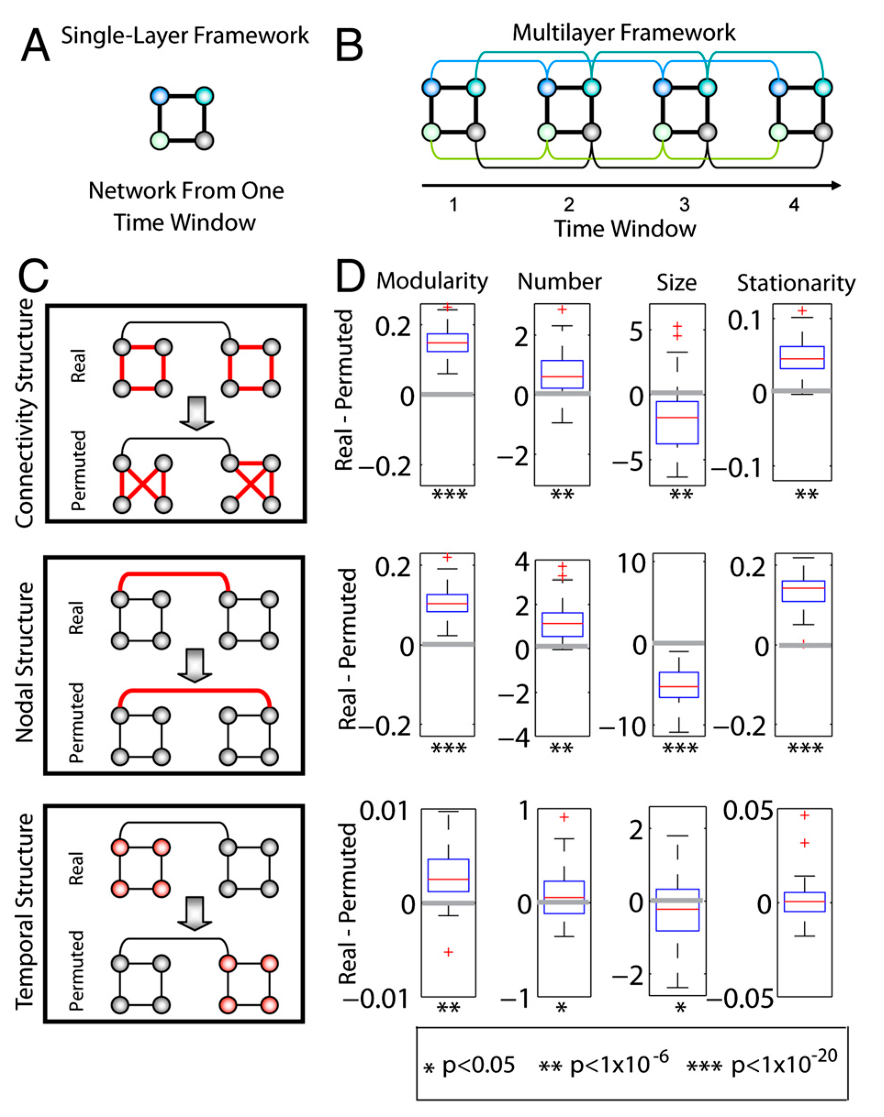 A
Single-Layer Framework
Network From One
Time Window
B
Multilayer Framework
1 2 3 4
Time Window
C
Connectivity Structure
Real
Permuted
Nodal Structure
Real
Permuted
Temporal Structure
Real
Permuted
D
Modularity Number Size Stationarity
Real - Permuted
0.2
0
−0.2
***
2
0
−2
**
5
0
−5
**
0.1
0
−0.1
**
Real - Permuted
0.2
0
−0.2
***
4
2
0
−2
−4
**
10
0
−10
***
0.2
0
−0.2
***
Real - Permuted
0.01
0
−0.01
**
1
0
−1
*
2
0
−2
*
0.05
0
−0.05
* p<0.05 ** p<1x10⁻⁶ *** p<1x10⁻²⁰